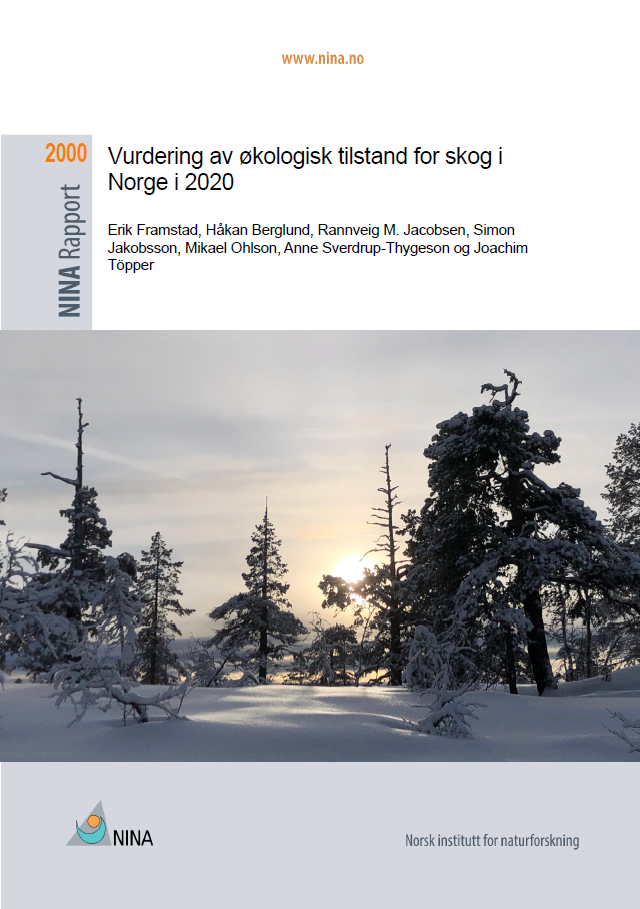 www.nina.no
2000
NINA Rapport
Vurdering av økologisk tilstand for skog i
Norge i 2020
Erik Framstad, Håkan Berglund, Rannveig M. Jacobsen, Simon
Jakobsson, Mikael Ohlson, Anne Sverdrup-Thygeson og Joachim
Töpper
NINA
Norsk institutt for naturforskning